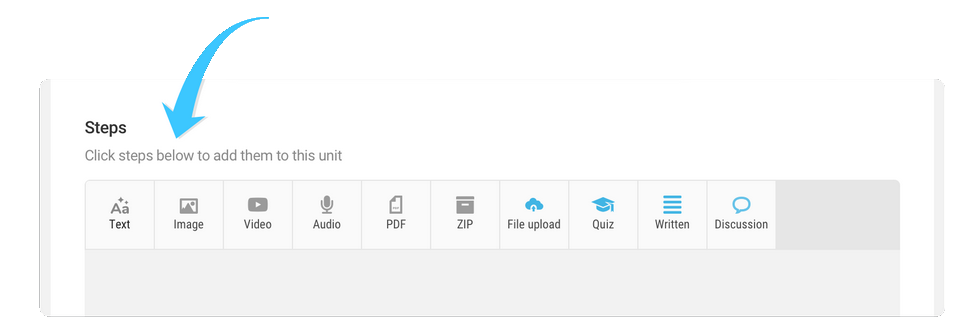 Steps
Click steps below to add them to this unit
Text Image Video Audio PDF ZIP File upload Quiz Written Discussion